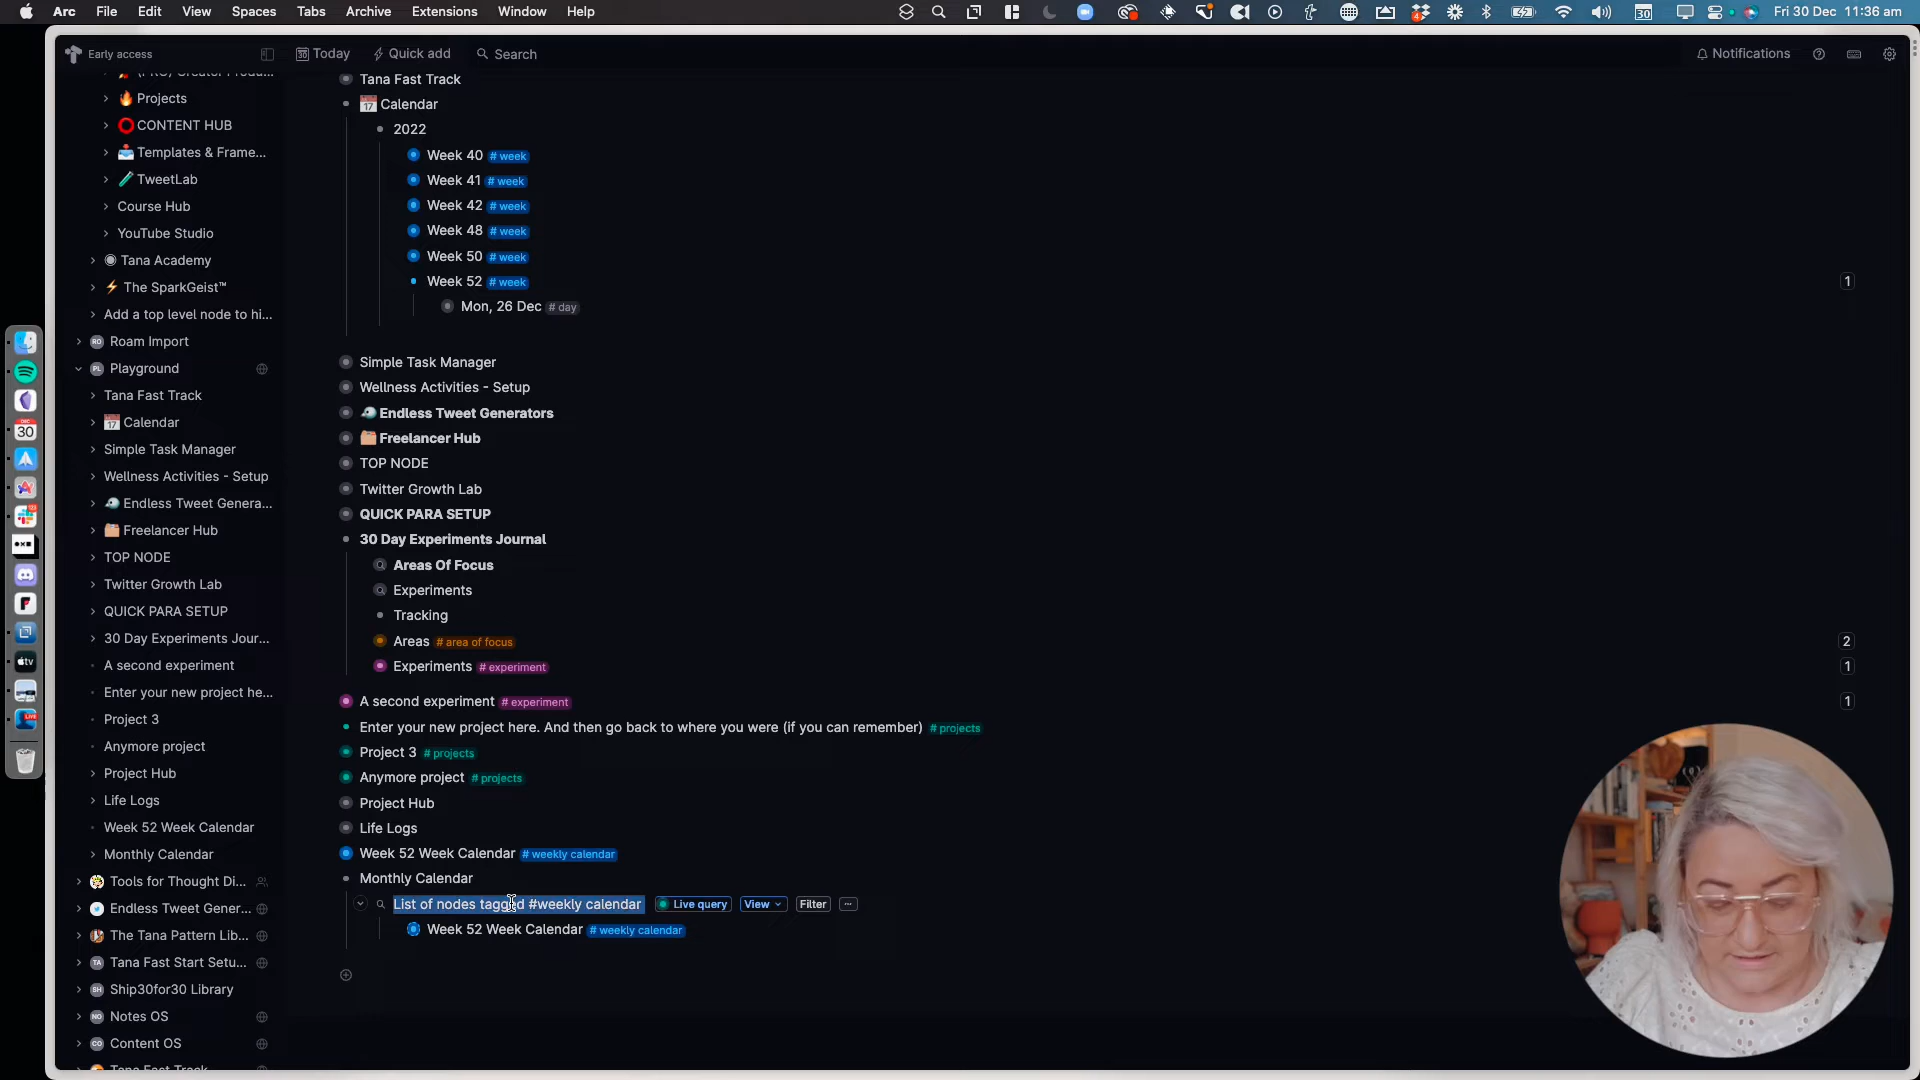 Arc File Edit View Spaces Tabs Archive Extensions Window Help Fri 30 Dec 11:36 am
Early access Today Quick add Search Notifications
Projects
CONTENT HUB
Templates & Frame...
TweetLab
Course Hub
YouTube Studio
Tana Academy
The SparkGeist™
Add a top level node to hi...
Roam Import
Playground
Tana Fast Track
Calendar
Simple Task Manager
Wellness Activities - Setup
Endless Tweet Genera...
Freelancer Hub
TOP NODE
Twitter Growth Lab
QUICK PARA SETUP
30 Day Experiments Jour...
A second experiment
Enter your new project he...
Project 3
Anymore project
Project Hub
Life Logs
Week 52 Week Calendar
Monthly Calendar
Tools for Thought Di...
Endless Tweet Gener...
The Tana Pattern Lib...
Tana Fast Start Setu...
Ship30for30 Library
Notes OS
Content OS
Tana Fast Track
Tana Fast Track
Calendar
2022
Week 40 # week
Week 41 # week
Week 42 # week
Week 48 # week
Week 50 # week
Week 52 # week 1
Mon, 26 Dec # day
Simple Task Manager
Wellness Activities - Setup
Endless Tweet Generators
Freelancer Hub
TOP NODE
Twitter Growth Lab
QUICK PARA SETUP
30 Day Experiments Journal
Areas Of Focus
Experiments
Tracking
Areas # area of focus 2
Experiments # experiment 1
A second experiment # experiment 1
Enter your new project here. And then go back to where you were (if you can remember) # projects
Project 3 # projects
Anymore project # projects
Project Hub
Life Logs
Week 52 Week Calendar # weekly calendar
Monthly Calendar
List of nodes tagged #weekly calendar Live query View Filter
Week 52 Week Calendar # weekly calendar